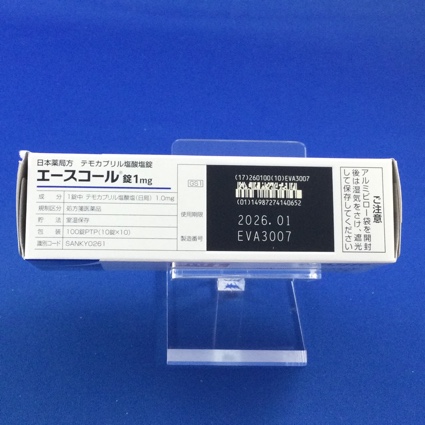 日本薬局方 テモカプリル塩酸塩錠
エースコール®錠1mg
成 分 1錠中 テモカプリル塩酸塩(日局) 1.0mg
規制区分 処方箋医薬品
貯 法 室温保存
包 装 100錠PTP(10錠×10)
識別コード SANKYO261
DS1
使用期限
製造番号
(17)260100(10)EVA3007
(01)14987274140652
2026.01
EVA3007
ご注意
アルミピロー袋を開封
後は湿気をさけ、遮光
して保存してください